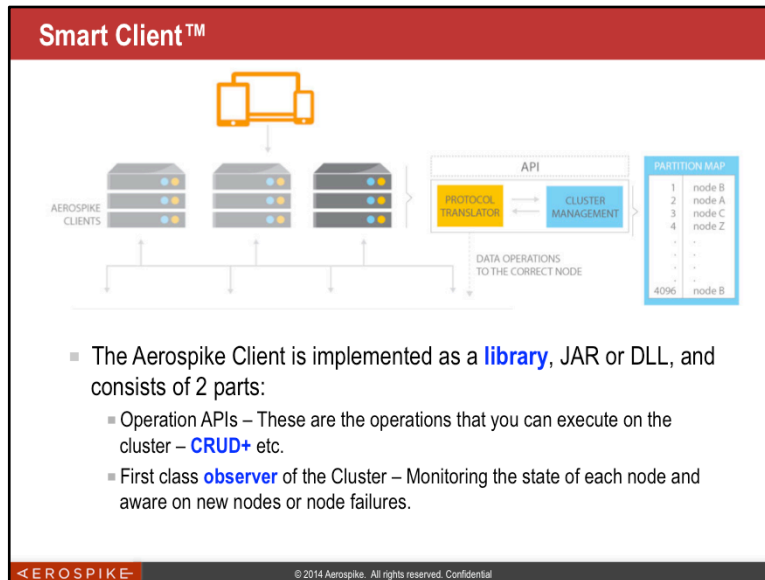 Smart Client™
API
PARTITION MAP
1 node B
2 node A
3 node C
4 node Z
. .
. .
. .
. .
4096 node B
PROTOCOL
TRANSLATOR
CLUSTER
MANAGEMENT
AEROSPIKE
CLIENTS
DATA OPERATIONS
TO THE CORRECT NODE
The Aerospike Client is implemented as a library, JAR or DLL, and
consists of 2 parts:
Operation APIs – These are the operations that you can execute on the
cluster – CRUD+ etc.
First class observer of the Cluster – Monitoring the state of each node and
aware on new nodes or node failures.
AEROSPIKE
© 2014 Aerospike. All rights reserved. Confidential